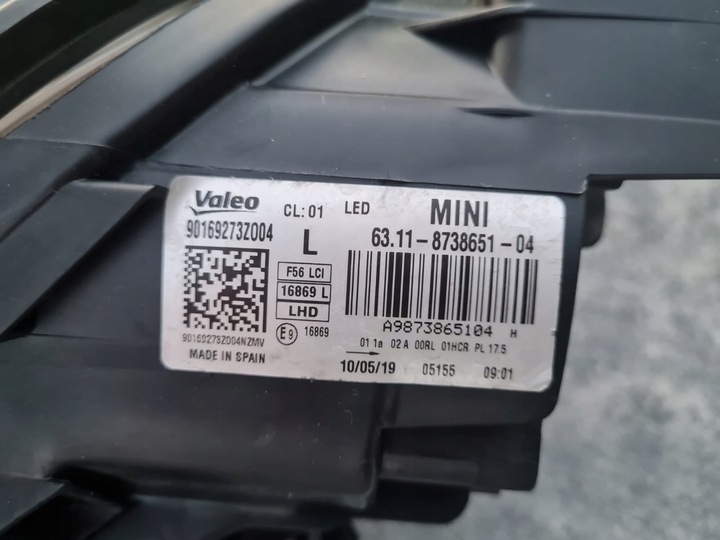 Valeo CL: 01 LED MINI
90169273Z004 L 63.11-8738651-04
F56 LCI
16869 L
LHD
A9873865104 H
90169273Z004NZMV E9 16869 01 1a 02 A 00RL 01HCR PL 17.5
MADE IN SPAIN 10/05/19 05155 09:01